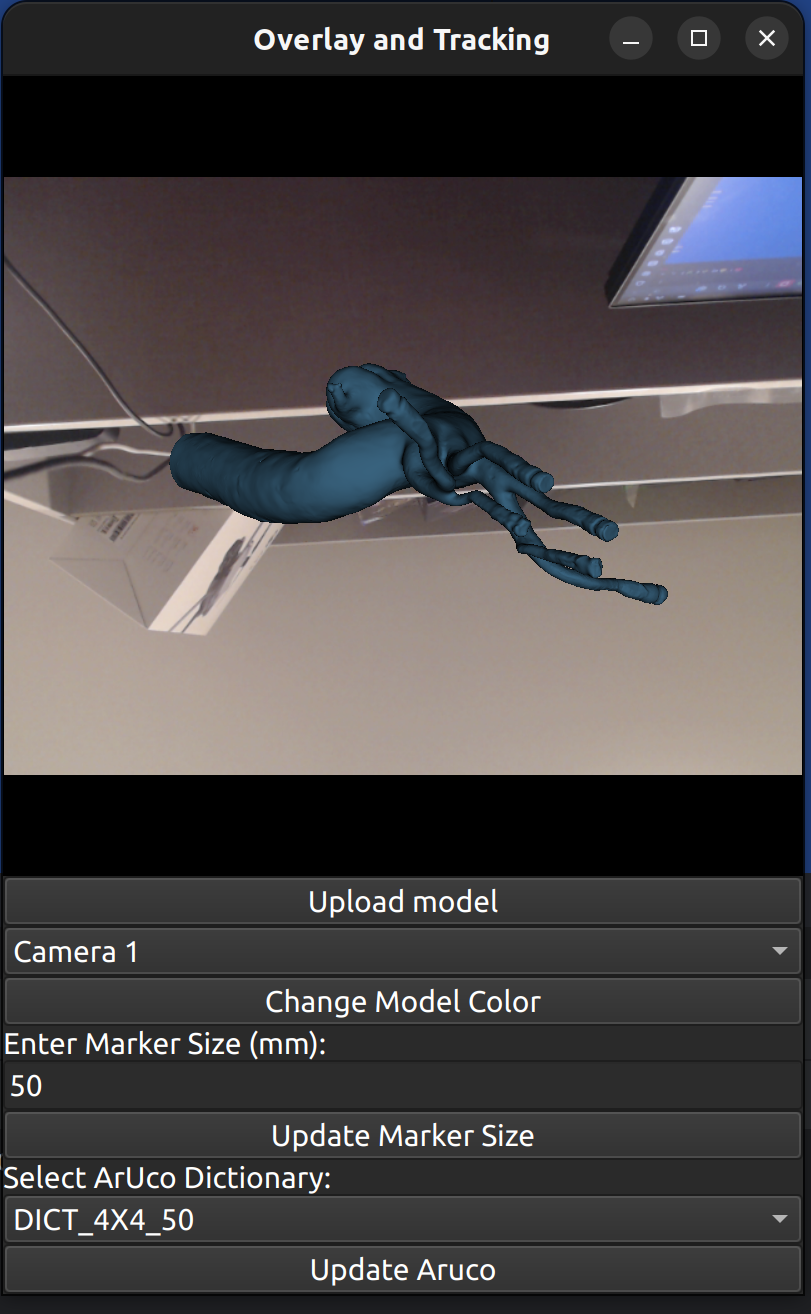 Overlay and Tracking
Upload model
Camera 1
Change Model Color
Enter Marker Size (mm):
50
Update Marker Size
Select ArUco Dictionary:
DICT_4X4_50
Update Aruco